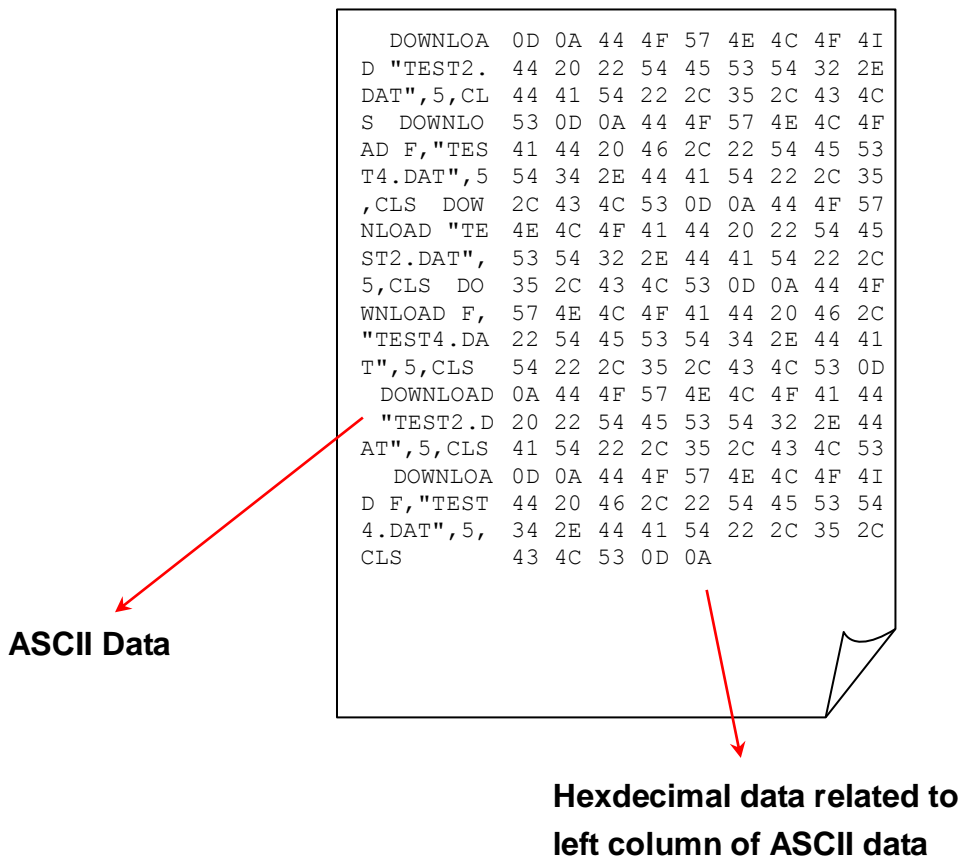 DOWNLOA 0D 0A 44 4F 57 4E 4C 4F 4I
D "TEST2. 44 20 22 54 45 53 54 32 2E
DAT",5,CL 44 41 54 22 2C 35 2C 43 4C
S DOWNLO 53 0D 0A 44 4F 57 4E 4C 4F
AD F,"TES 41 44 20 46 2C 22 54 45 53
T4.DAT",5 54 34 2E 44 41 54 22 2C 35
,CLS DOW 2C 43 4C 53 0D 0A 44 4F 57
NLOAD "TE 4E 4C 4F 41 44 20 22 54 45
ST2.DAT", 53 54 32 2E 44 41 54 22 2C
5,CLS DO 35 2C 43 4C 53 0D 0A 44 4F
WNLOAD F, 57 4E 4C 4F 41 44 20 46 2C
"TEST4.DA 22 54 45 53 54 34 2E 44 41
T",5,CLS 54 22 2C 35 2C 43 4C 53 0D
DOWNLOAD 0A 44 4F 57 4E 4C 4F 41 44
"TEST2.D 20 22 54 45 53 54 32 2E 44
AT",5,CLS 41 54 22 2C 35 2C 43 4C 53
DOWNLOA 0D 0A 44 4F 57 4E 4C 4F 4I
D F,"TEST 44 20 46 2C 22 54 45 53 54
4.DAT",5, 34 2E 44 41 54 22 2C 35 2C
CLS 43 4C 53 0D 0A
ASCII Data
Hexdecimal data related to
left column of ASCII data